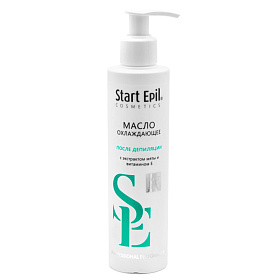 Start Epil®
COSMETICS
МАСЛО
ОХЛАЖДАЮЩЕЕ
ПОСЛЕ ДЕПИЛЯЦИИ
с экстрактом мяты и
витамином Е
SE